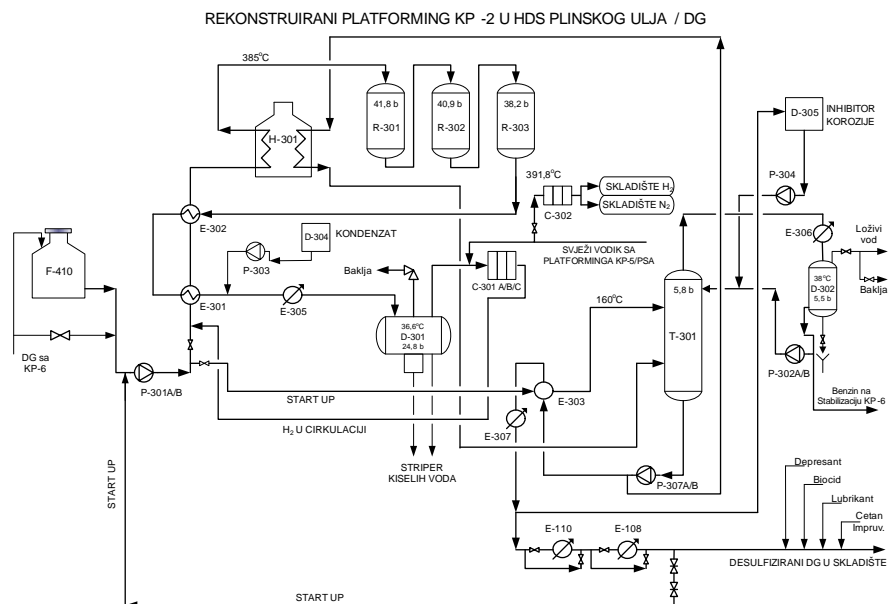 REKONSTRUIRANI PLATFORMING KP -2 U HDS PLINSKOG ULJA / DG
385°C
41,8 b
R-301
40,9 b
R-302
38,2 b
R-303
H-301
D-305
INHIBITOR
KOROZIJE
P-304
391,8°C
C-302
SKLADIŠTE H2
SKLADIŠTE N2
E-302
D-304
KONDENZAT
P-303
SVJEŽI VODIK SA
PLATFORMINGA KP-5/PSA
E-306
Loživi
vod
Baklja
38°C
D-302
5,5 b
F-410
Baklja
C-301 A/B/C
E-301
E-305
36,6°C
D-301
24,8 b
160°C
5,8 b
T-301
DG sa
KP-6
P-301A/B
START UP
E-303
P-302A/B
Benzin na
Stabilizaciju KP -6
H2 U CIRKULACIJI
E-307
STRIPER
KISELIH VODA
P-307A/B
START UP
Depresant
Biocid
Lubrikant
Cetan
Impruv.
E-110
E-108
DESULFIZIRANI DG U SKLADIŠTE
START UP